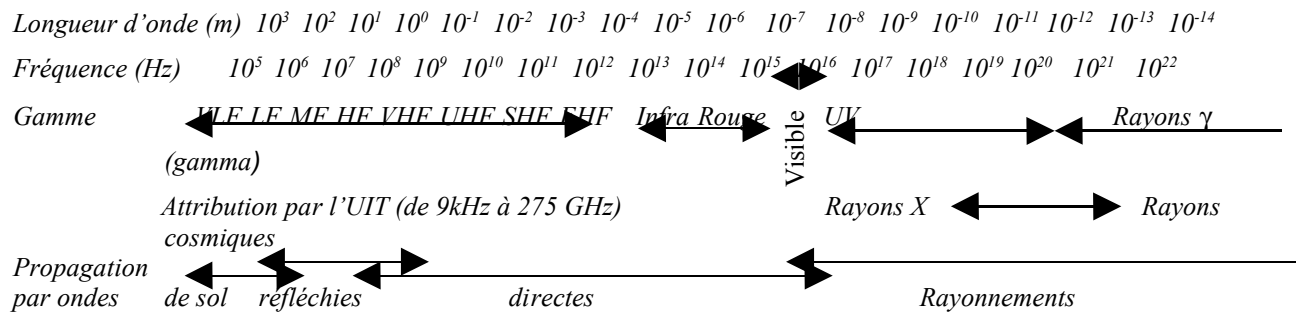 Longueur d'onde (m) 10³ 10² 10¹ 10⁰ 10⁻¹ 10⁻² 10⁻³ 10⁻⁴ 10⁻⁵ 10⁻⁶ 10⁻⁷ 10⁻⁸ 10⁻⁹ 10⁻¹⁰ 10⁻¹¹ 10⁻¹² 10⁻¹³ 10⁻¹⁴
Fréquence (Hz) 10⁵ 10⁶ 10⁷ 10⁸ 10⁹ 10¹⁰ 10¹¹ 10¹² 10¹³ 10¹⁴ 10¹⁵ 10¹⁶ 10¹⁷ 10¹⁸ 10¹⁹ 10²⁰ 10²¹ 10²²
Gamme VLF LF MF HF VHF UHF SHF EHF Infra Rouge Visible UV Rayons γ
(gamma)
Attribution par l'UIT (de 9kHz à 275 GHz) Rayons X Rayons
cosmiques
Propagation
par ondes de sol réfléchies directes Rayonnements